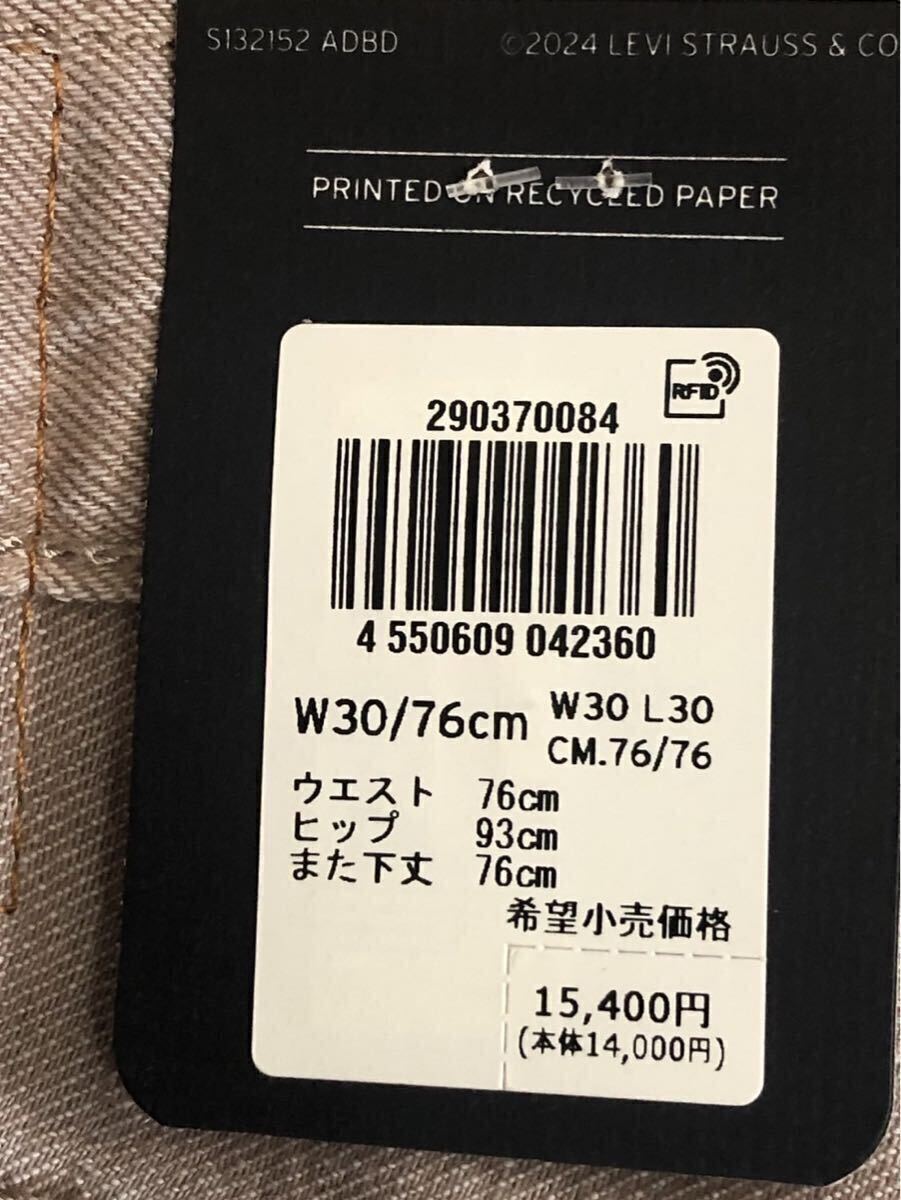 S132152 ADBD ©2024 LEVI STRAUSS & CO
PRINTED ON RECYCLED PAPER
RFID
290370084
4 550609 042360
W30/76cm
W30 L30
CM.76/76
ウエスト 76cm
ヒップ 93cm
また下丈 76cm
希望小売価格
15,400円
(本体14,000円)